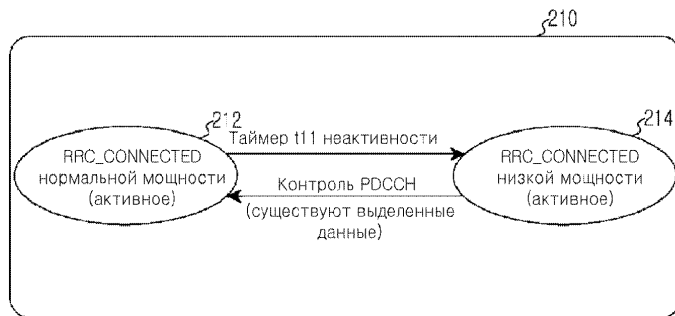 210
212
214
Таймер t11 неактивности
RRC_CONNECTED
нормальной мощности
(активное)
Контроль PDCCH
(существуют выделенные
данные)
RRC_CONNECTED
низкой мощности
(активное)